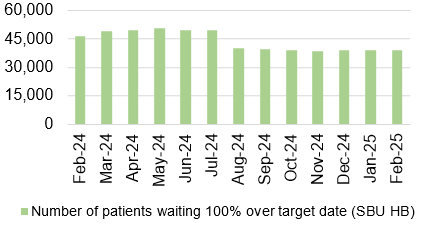 60,000
45,000
30,000
15,000
0
Feb-24
Mar-24
Apr-24
May-24
Jun-24
Jul-24
Aug-24
Sep-24
Oct-24
Nov-24
Dec-24
Jan-25
Feb-25
Number of patients waiting 100% over target date (SBU HB)